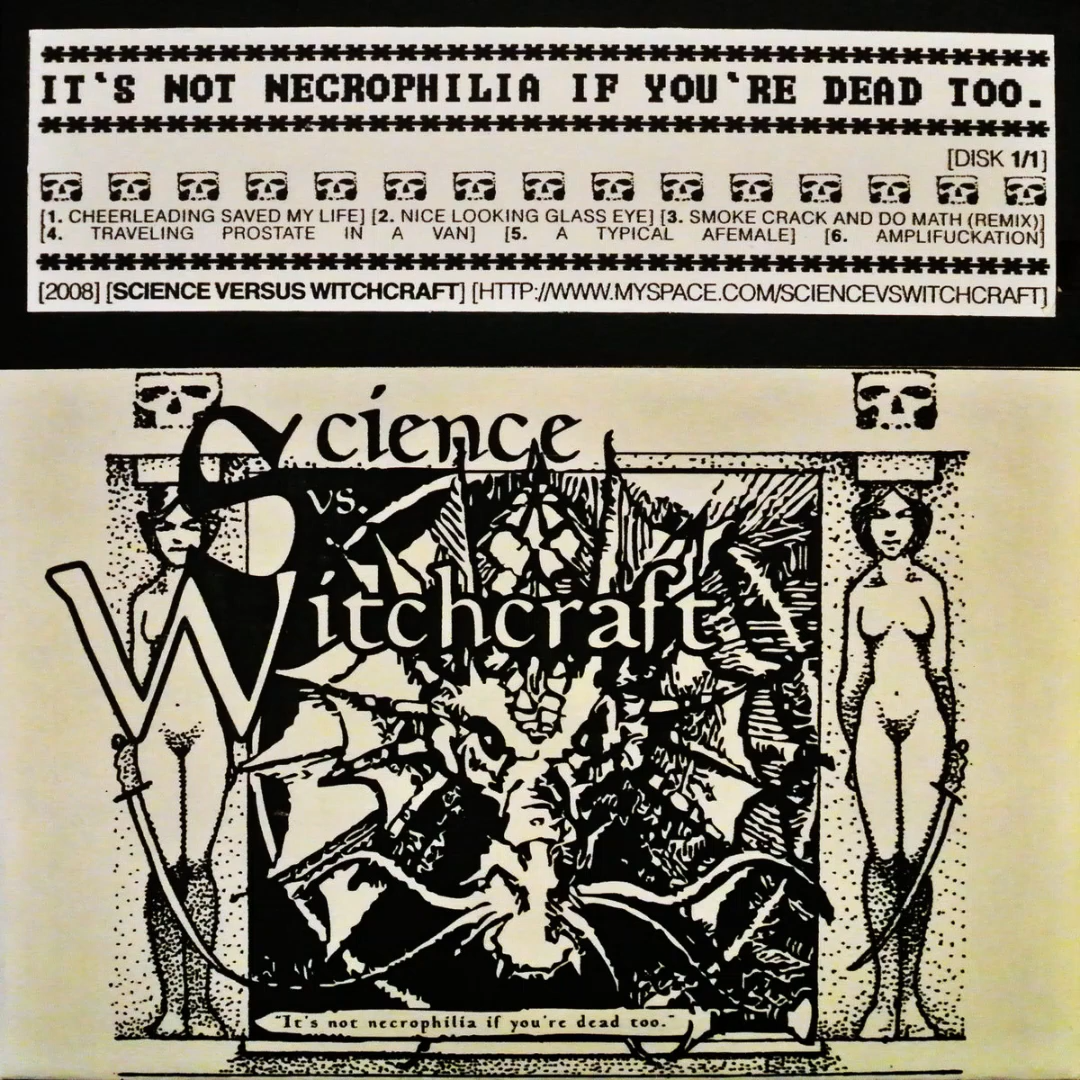 IT'S NOT NECROPHILIA IF YOU'RE DEAD TOO.
[DISK 1/1]
[1. CHEERLEADING SAVED MY LIFE] [2. NICE LOOKING GLASS EYE] [3. SMOKE CRACK AND DO MATH (REMIX)]
[4. TRAVELING PROSTATE IN A VAN] [5. A TYPICAL AFEMALE] [6. AMPLIFUCKATION]
[2008] [SCIENCE VERSUS WITCHCRAFT] [HTTP://WWW.MYSPACE.COM/SCIENCEVSWITCHCRAFT]
Science
vs.
Witchcraft
"It's not necrophilia if you're dead too."